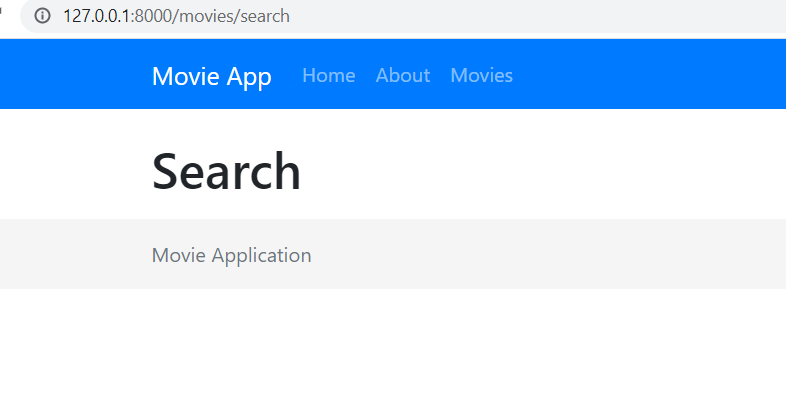 127.0.0.1:8000/movies/search
Movie App Home About Movies
Search
Movie Application